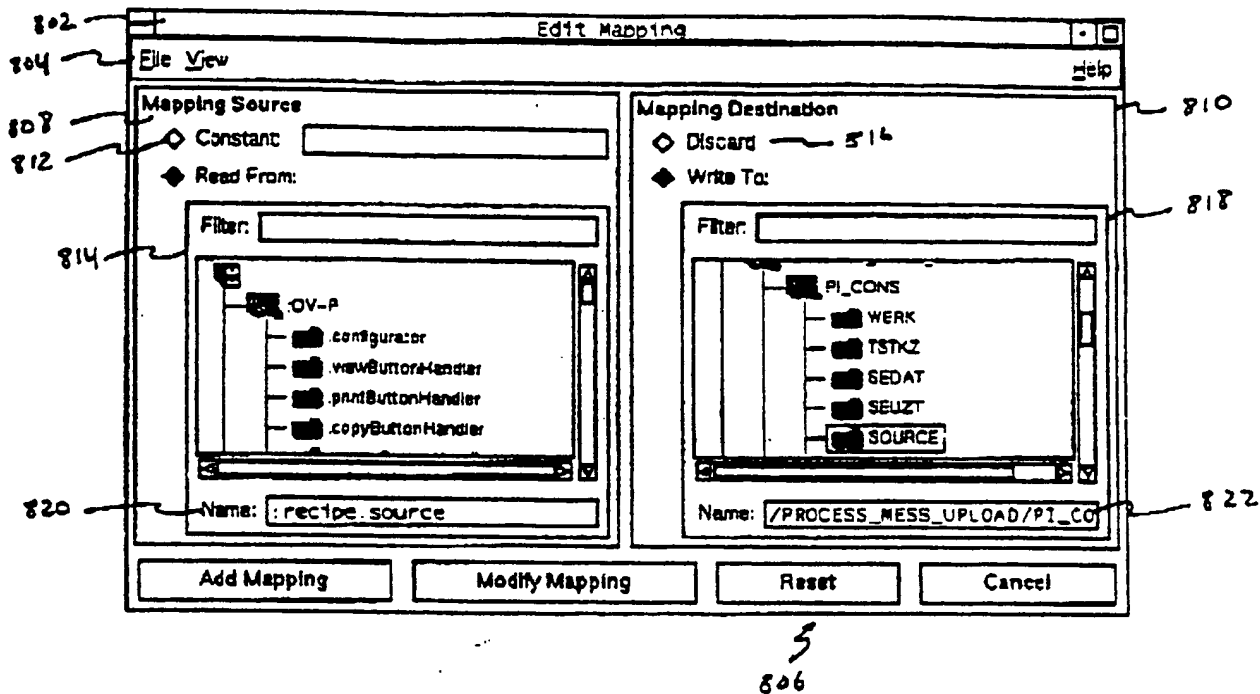 802
Edit Mapping
804
File View
Help
808
Mapping Source
812
Constant:
Read From:
814
Filter:
:OV-P
.configurator
.viewButtonHandler
.printButtonHandler
.copyButtonHandler
820
Name: :recipe.source
Mapping Destination
810
Discard
816
Write To:
818
Filter:
PI_CONS
WERK
TSTKZ
SEDAT
SEUZT
SOURCE
Name: /PROCESS_MESS_UPLOAD/PI_CO
822
Add Mapping
Modify Mapping
Reset
Cancel
806